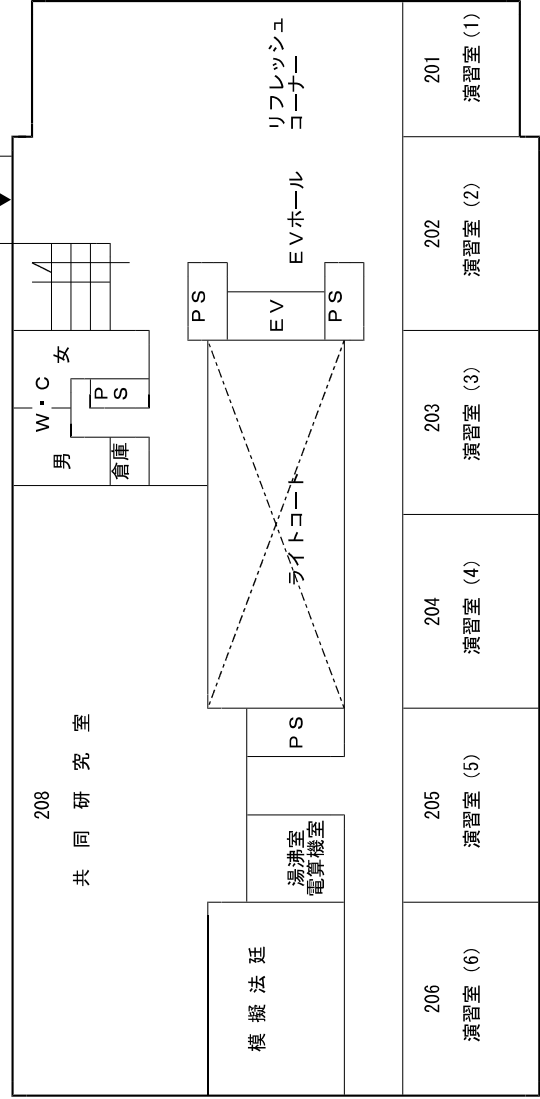 208
共同研究室
W・C
男
女
倉庫
PS
PS
EV
PS
EVホール
リフレッシュ
コーナー
ライトコート
PS
湯沸室
電算機室
模擬法廷
206
演習室 (6)
205
演習室 (5)
204
演習室 (4)
203
演習室 (3)
202
演習室 (2)
201
演習室 (1)